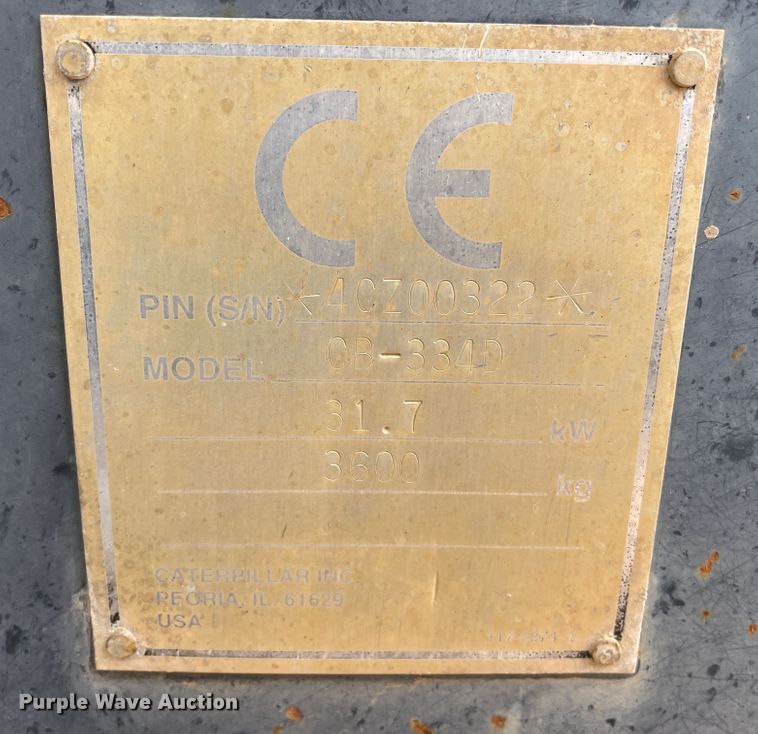 CE
PIN (S/N) *4CZ00322*
MODEL CB-334D
31.7 kW
3600 kg
CATERPILLAR INC.
PEORIA, IL. 61629
USA
Purple Wave Auction